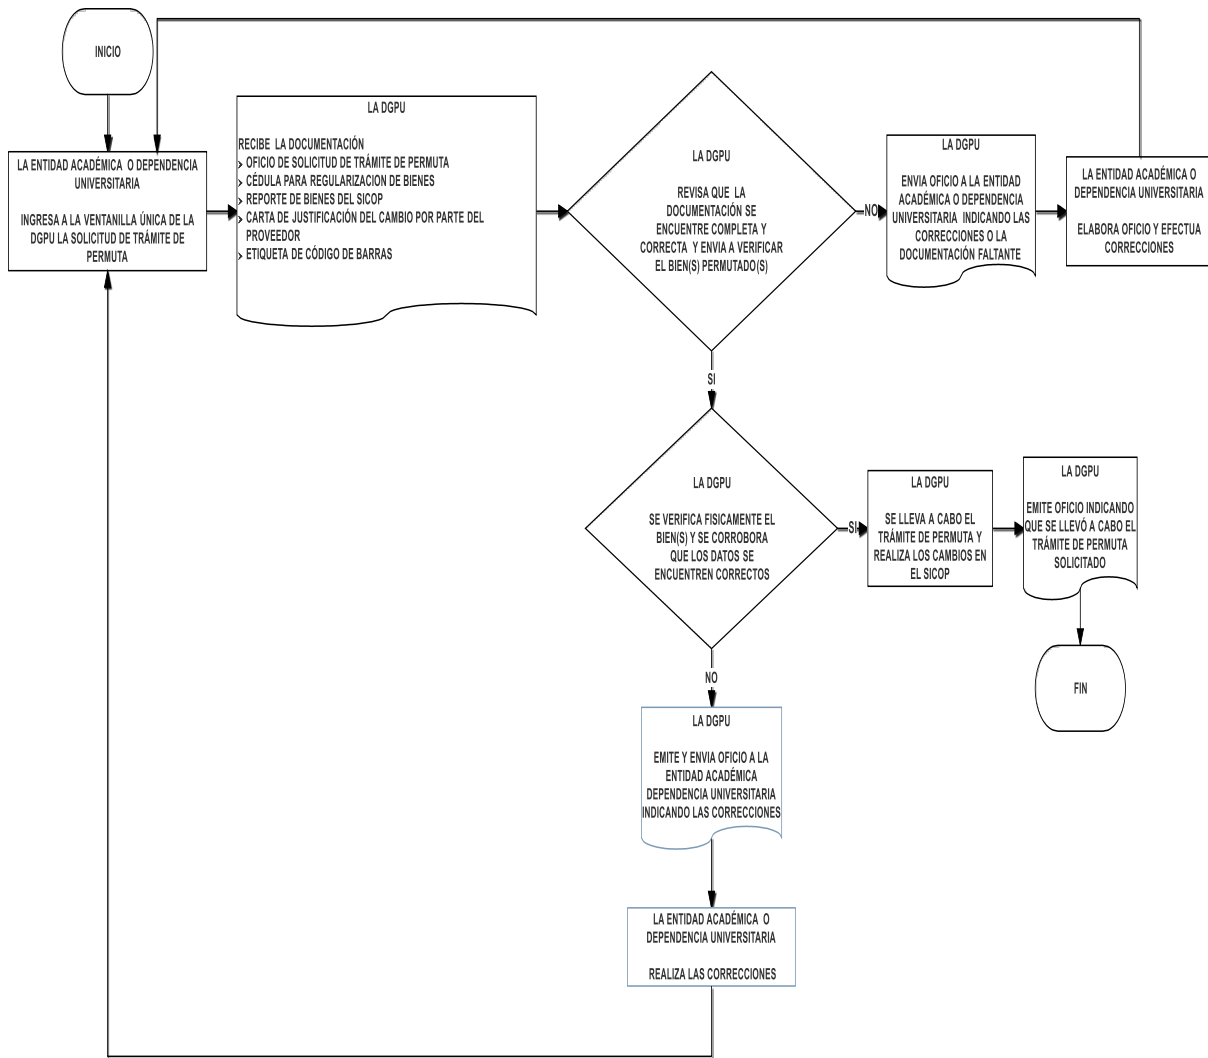 INICIO
LA ENTIDAD ACADÉMICA O DEPENDENCIA
UNIVERSITARIA
INGRESA A LA VENTANILLA ÚNICA DE LA
DGPU LA SOLICITUD DE TRÁMITE DE
PERMUTA
LA DGPU
RECIBE LA DOCUMENTACIÓN
> OFICIO DE SOLICITUD DE TRÁMITE DE PERMUTA
> CÉDULA PARA REGULARIZACION DE BIENES
> REPORTE DE BIENES DEL SICOP
> CARTA DE JUSTIFICACIÓN DEL CAMBIO POR PARTE DEL
PROVEEDOR
> ETIQUETA DE CÓDIGO DE BARRAS
LA DGPU
REVISA QUE LA
DOCUMENTACIÓN SE
ENCUENTRE COMPLETA Y
CORRECTA Y ENVIA A VERIFICAR
EL BIEN(S) PERMUTADO(S)
NO
LA DGPU
ENVIA OFICIO A LA ENTIDAD
ACADÉMICA O DEPENDENCIA
UNIVERSITARIA INDICANDO LAS
CORRECCIONES O LA
DOCUMENTACIÓN FALTANTE
LA ENTIDAD ACADÉMICA O
DEPENDENCIA UNIVERSITARIA
ELABORA OFICIO Y EFECTUA
CORRECCIONES
SI
LA DGPU
SE VERIFICA FISICAMENTE EL
BIEN(S) Y SE CORROBORA
QUE LOS DATOS SE
ENCUENTREN CORRECTOS
SI
LA DGPU
SE LLEVA A CABO EL
TRÁMITE DE PERMUTA Y
REALIZA LOS CAMBIOS EN
EL SICOP
LA DGPU
EMITE OFICIO INDICANDO
QUE SE LLEVÓ A CABO EL
TRÁMITE DE PERMUTA
SOLICITADO
FIN
NO
LA DGPU
EMITE Y ENVIA OFICIO A LA
ENTIDAD ACADÉMICA
DEPENDENCIA UNIVERSITARIA
INDICANDO LAS CORRECCIONES
LA ENTIDAD ACADÉMICA O
DEPENDENCIA UNIVERSITARIA
REALIZA LAS CORRECCIONES